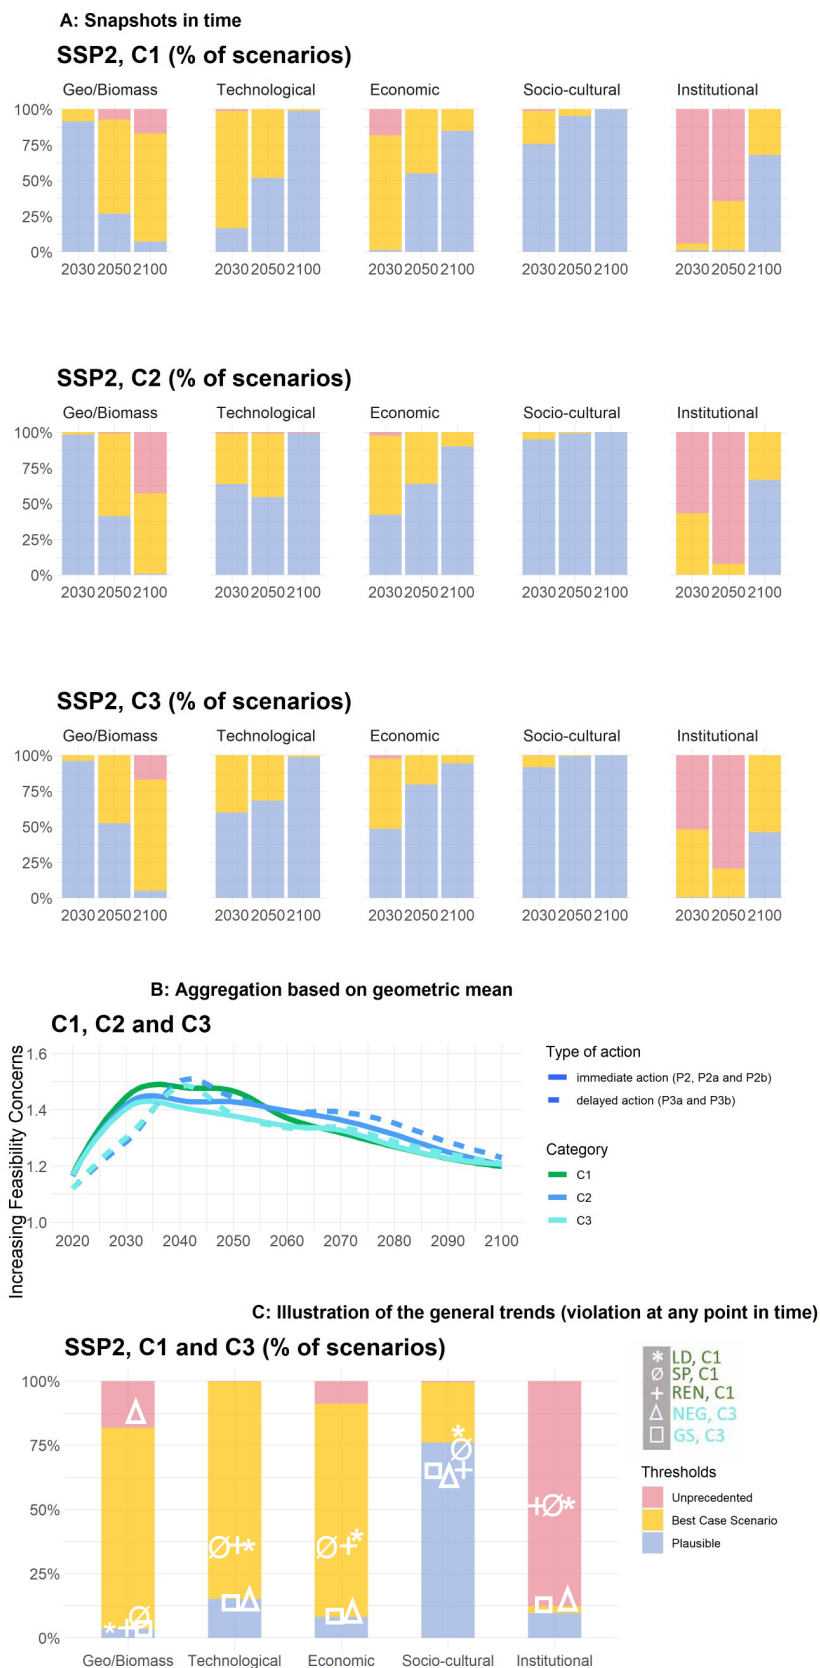 A: Snapshots in time
SSP2, C1 (% of scenarios)
Geo/Biomass Technological Economic Socio-cultural Institutional
100%
75%
50%
25%
0%
2030 2050 2100 2030 2050 2100 2030 2050 2100 2030 2050 2100 2030 2050 2100
SSP2, C2 (% of scenarios)
Geo/Biomass Technological Economic Socio-cultural Institutional
100%
75%
50%
25%
0%
2030 2050 2100 2030 2050 2100 2030 2050 2100 2030 2050 2100 2030 2050 2100
SSP2, C3 (% of scenarios)
Geo/Biomass Technological Economic Socio-cultural Institutional
100%
75%
50%
25%
0%
2030 2050 2100 2030 2050 2100 2030 2050 2100 2030 2050 2100 2030 2050 2100
B: Aggregation based on geometric mean
C1, C2 and C3
Increasing Feasibility Concerns
1.6
1.4
1.2
1.0
2020 2030 2040 2050 2060 2070 2080 2090 2100
Type of action
immediate action (P2, P2a and P2b)
delayed action (P3a and P3b)
Category
C1
C2
C3
C: Illustration of the general trends (violation at any point in time)
SSP2, C1 and C3 (% of scenarios)
100%
75%
50%
25%
0%
Geo/Biomass Technological Economic Socio-cultural Institutional
* LD, C1
Ø SP, C1
+ REN, C1
△ NEG, C3
□ GS, C3
Thresholds
Unprecedented
Best Case Scenario
Plausible